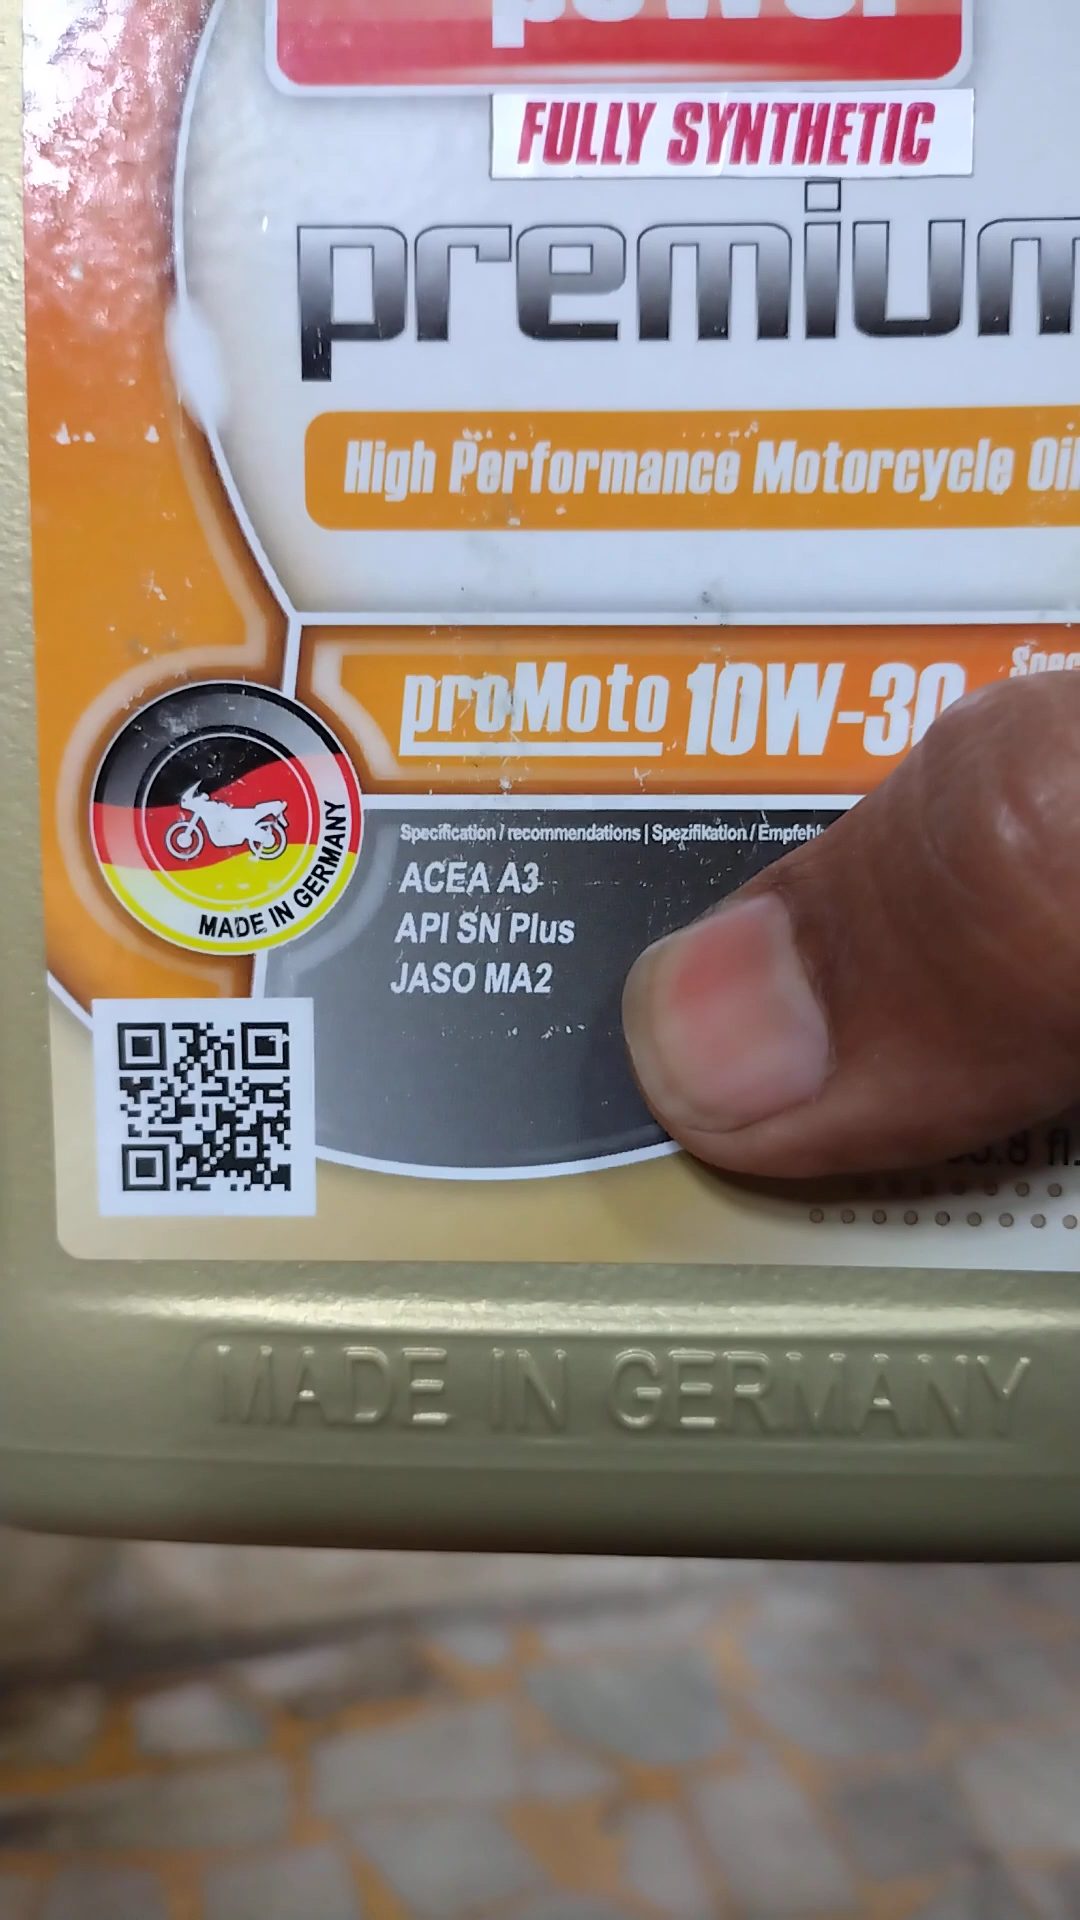 power
FULLY SYNTHETIC
premium
High Performance Motorcycle Oil
proMoto 10W-30
MADE IN GERMANY
Specification / recommendations | Spezifikation /
ACEA A3
API SN Plus
JASO MA2
MADE IN GERMANY